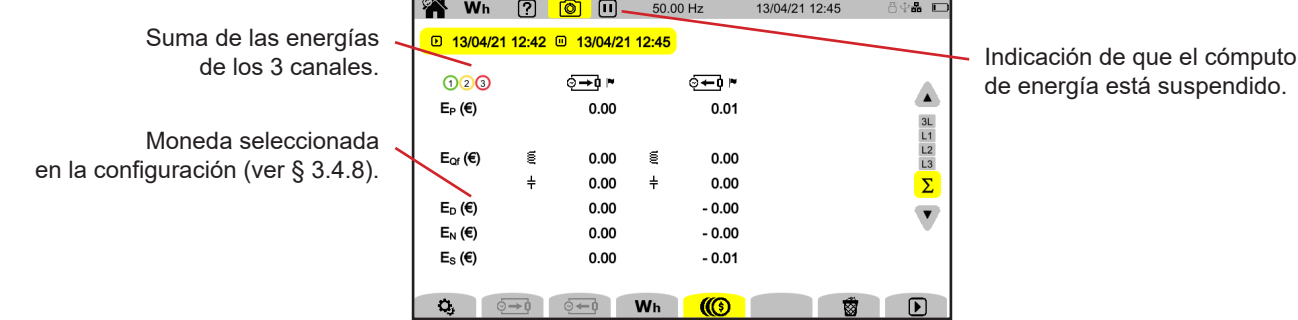 Wh ? 50.00 Hz 13/04/21 12:45
13/04/21 12:42 13/04/21 12:45
Suma de las energías
de los 3 canales.
Indicación de que el cómputo
de energía está suspendido.
1 2 3
EP (€) 0.00 0.01
Moneda seleccionada
en la configuración (ver § 3.4.8).
EQf (€) 0.00 0.00
0.00 0.00
ED (€) 0.00 - 0.00
EN (€) 0.00 - 0.00
ES (€) 0.00 - 0.01
3L
L1
L2
L3
Σ
Wh $